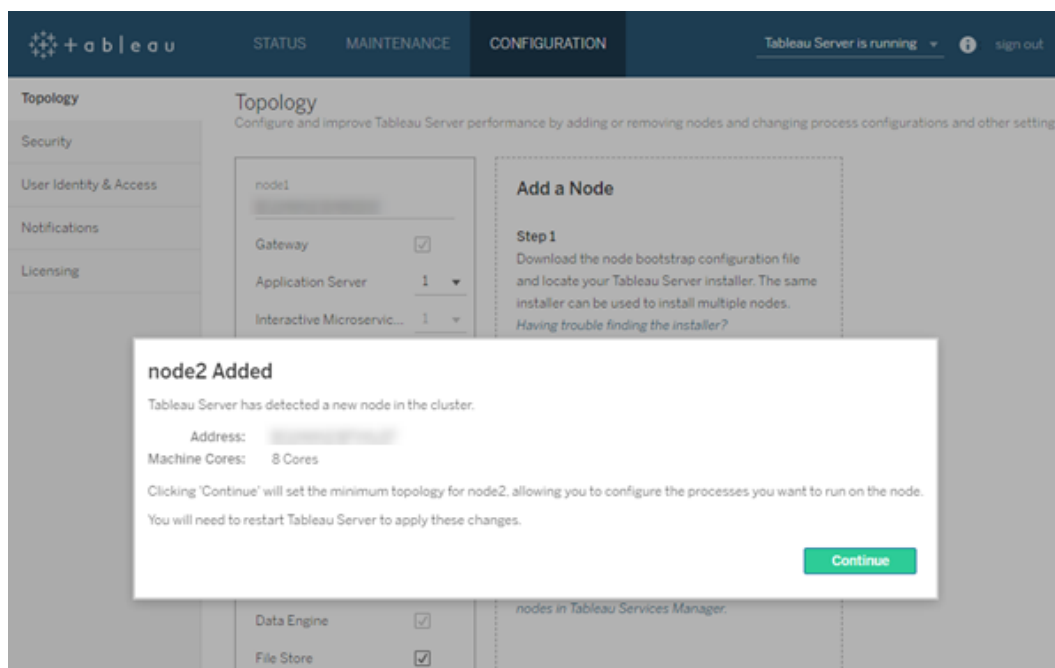 +ableau
STATUS
MAINTENANCE
CONFIGURATION
Tableau Server is running
sign out
Topology
Security
User Identity & Access
Notifications
Licensing
Topology
Configure and improve Tableau Server performance by adding or removing nodes and changing process configurations and other setting
node1
Gateway
Application Server 1
Interactive Microservic... 1
Add a Node
Step 1
Download the node bootstrap configuration file
and locate your Tableau Server installer. The same
installer can be used to install multiple nodes.
Having trouble finding the installer?
node2 Added
Tableau Server has detected a new node in the cluster.
Address:
Machine Cores: 8 Cores
Clicking 'Continue' will set the minimum topology for node2, allowing you to configure the processes you want to run on the node.
You will need to restart Tableau Server to apply these changes.
Continue
nodes in Tableau Services Manager.
Data Engine
File Store